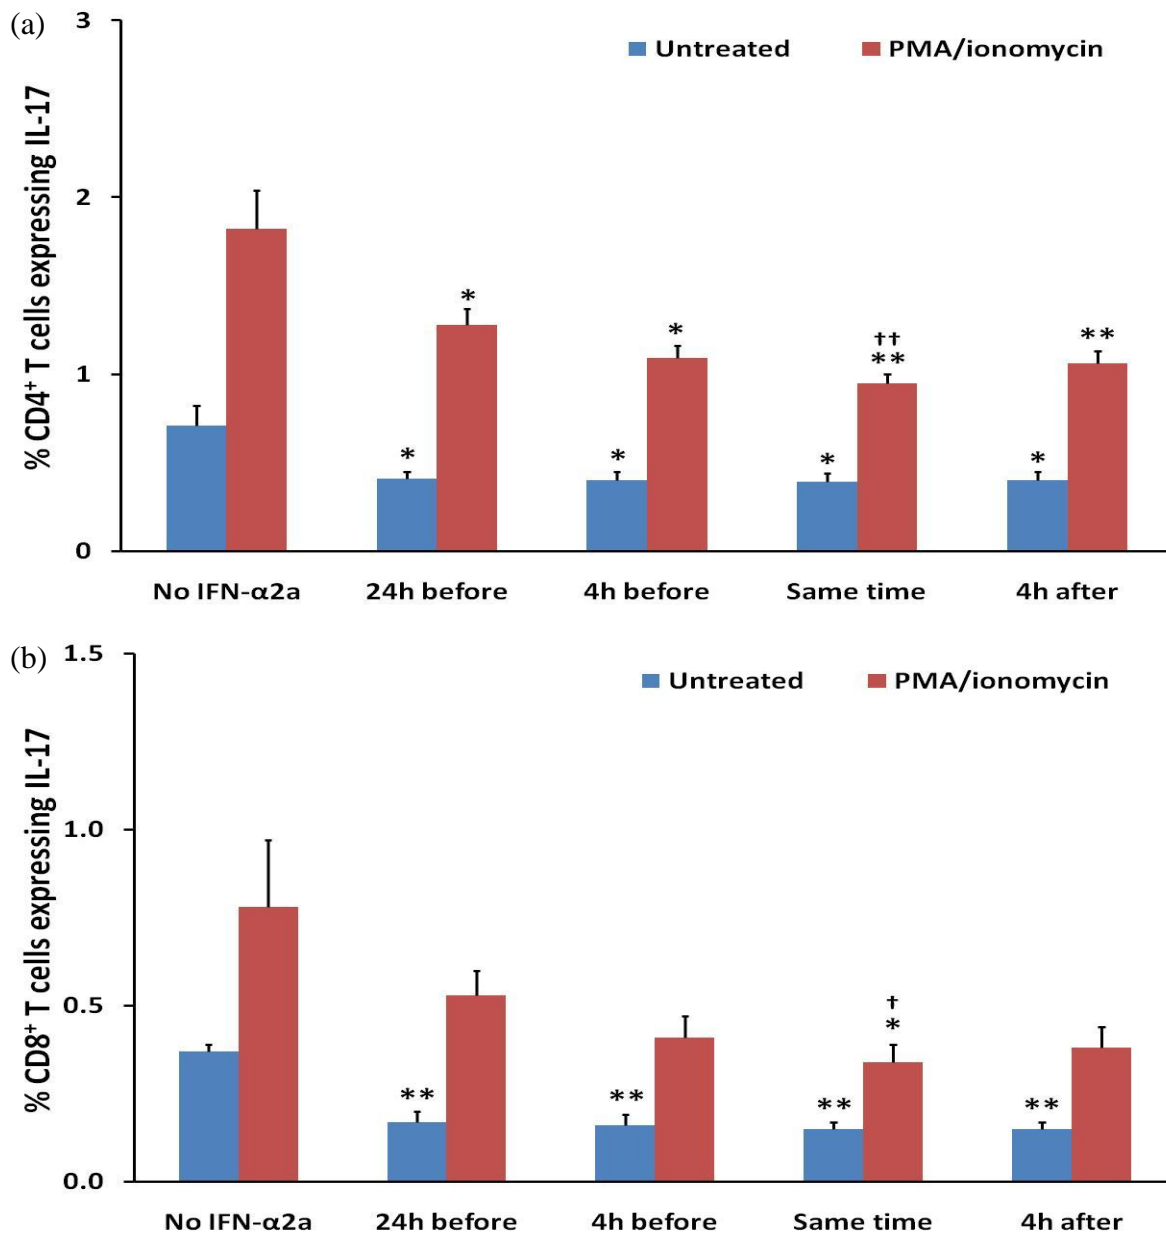 (a)
% CD4⁺ T cells expressing IL-17
3
2
1
0
Untreated PMA/ionomycin
* * * * * †† ** * **
No IFN-α2a 24h before 4h before Same time 4h after
(b)
% CD8⁺ T cells expressing IL-17
1.5
1.0
0.5
0.0
Untreated PMA/ionomycin
** ** ** † * **
No IFN-α2a 24h before 4h before Same time 4h after